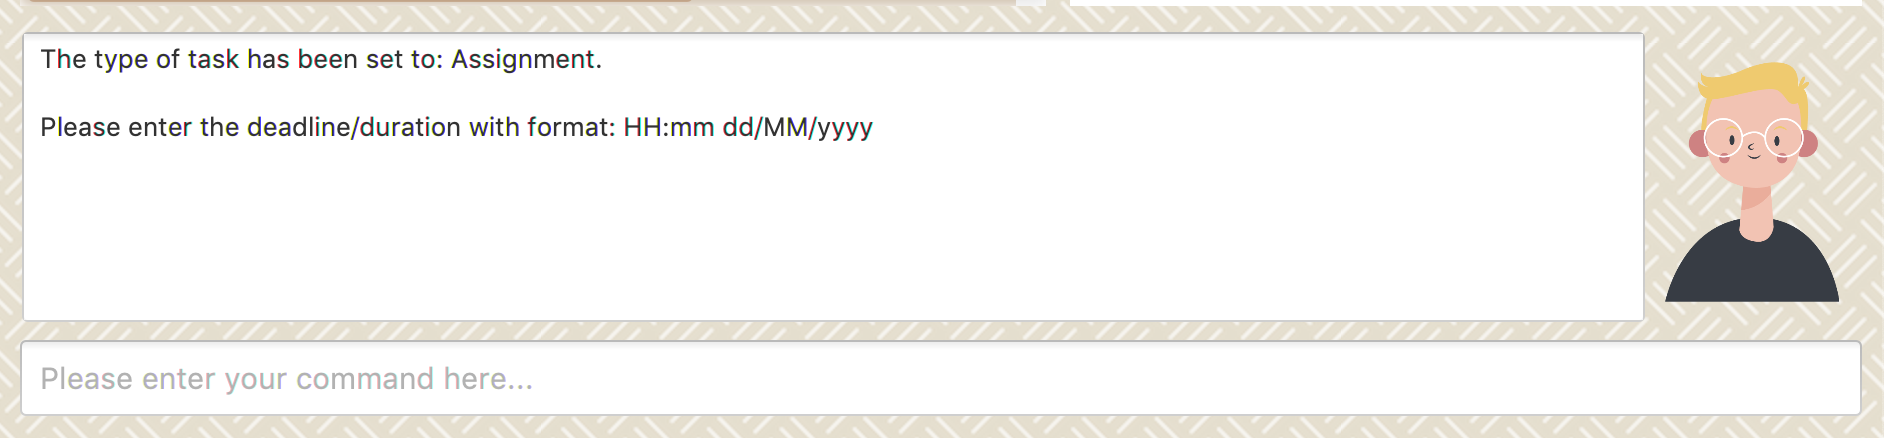 The type of task has been set to: Assignment.
Please enter the deadline/duration with format: HH:mm dd/MM/yyyy
Please enter your command here...